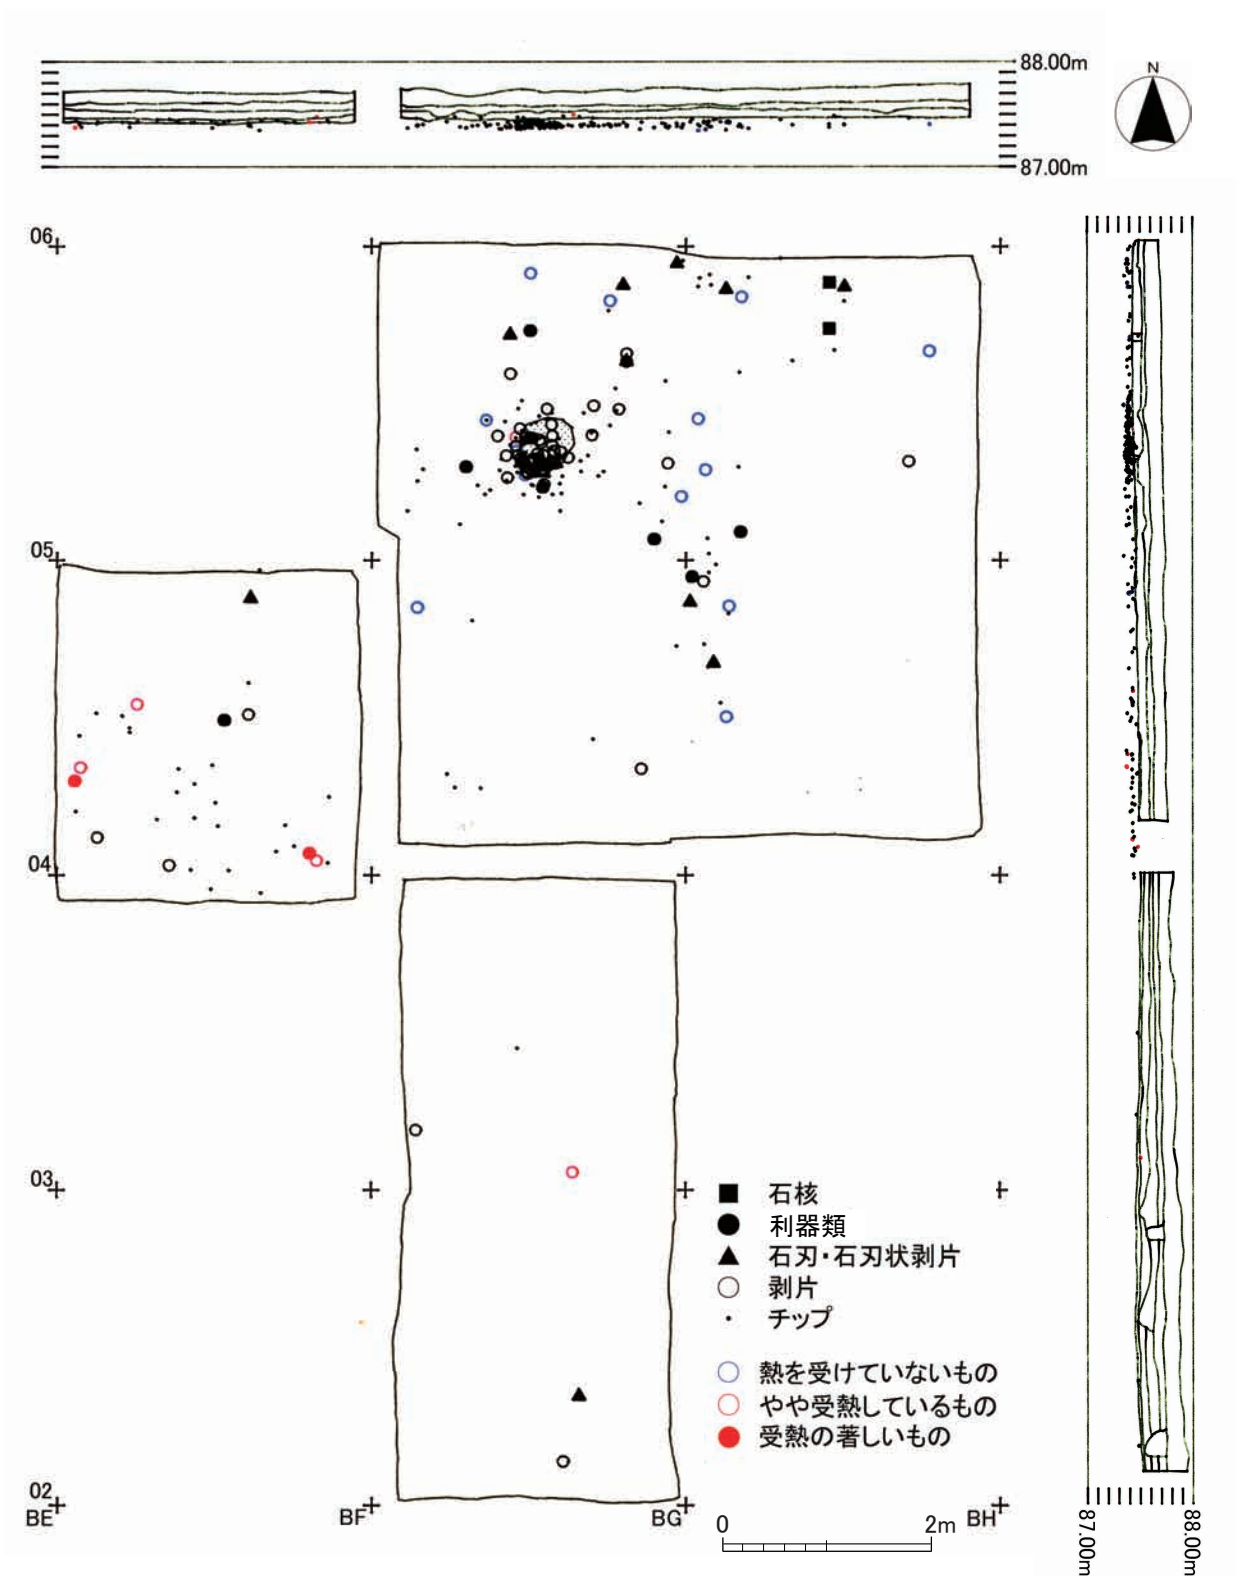 88.00m
N
87.00m
06
05
04
03
02
BE
BF
BG
BH
石核
利器類
石刃・石刃状剥片
剥片
チップ
熱を受けていないもの
やや受熱しているもの
受熱の著しいもの
0 2m
87.00m
88.00m